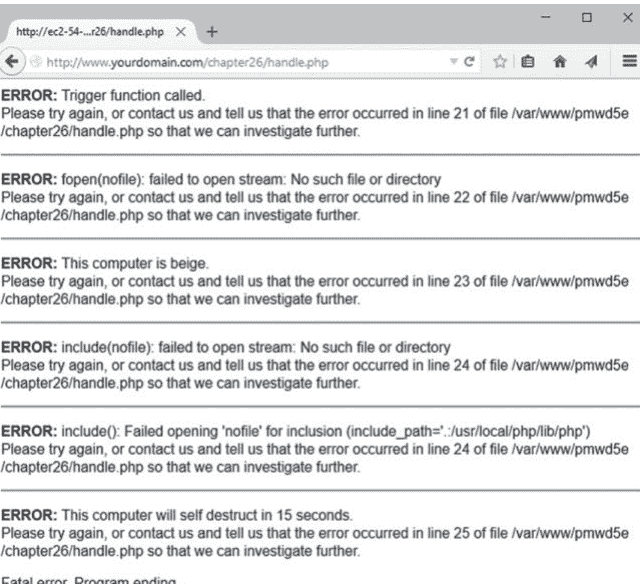 http://ec2-54-...r26/handle.php
http://www.yourdomain.com/chapter26/handle.php
ERROR: Trigger function called.
Please try again, or contact us and tell us that the error occurred in line 21 of file /var/www/pmwd5e
/chapter26/handle.php so that we can investigate further.
ERROR: fopen(nofile): failed to open stream: No such file or directory
Please try again, or contact us and tell us that the error occurred in line 22 of file /var/www/pmwd5e
/chapter26/handle.php so that we can investigate further.
ERROR: This computer is beige.
Please try again, or contact us and tell us that the error occurred in line 23 of file /var/www/pmwd5e
/chapter26/handle.php so that we can investigate further.
ERROR: include(nofile): failed to open stream: No such file or directory
Please try again, or contact us and tell us that the error occurred in line 24 of file /var/www/pmwd5e
/chapter26/handle.php so that we can investigate further.
ERROR: include(): Failed opening 'nofile' for inclusion (include_path='.:/usr/local/php/lib/php')
Please try again, or contact us and tell us that the error occurred in line 24 of file /var/www/pmwd5e
/chapter26/handle.php so that we can investigate further.
ERROR: This computer will self destruct in 15 seconds.
Please try again, or contact us and tell us that the error occurred in line 25 of file /var/www/pmwd5e
/chapter26/handle.php so that we can investigate further.
Fatal error. Program ending